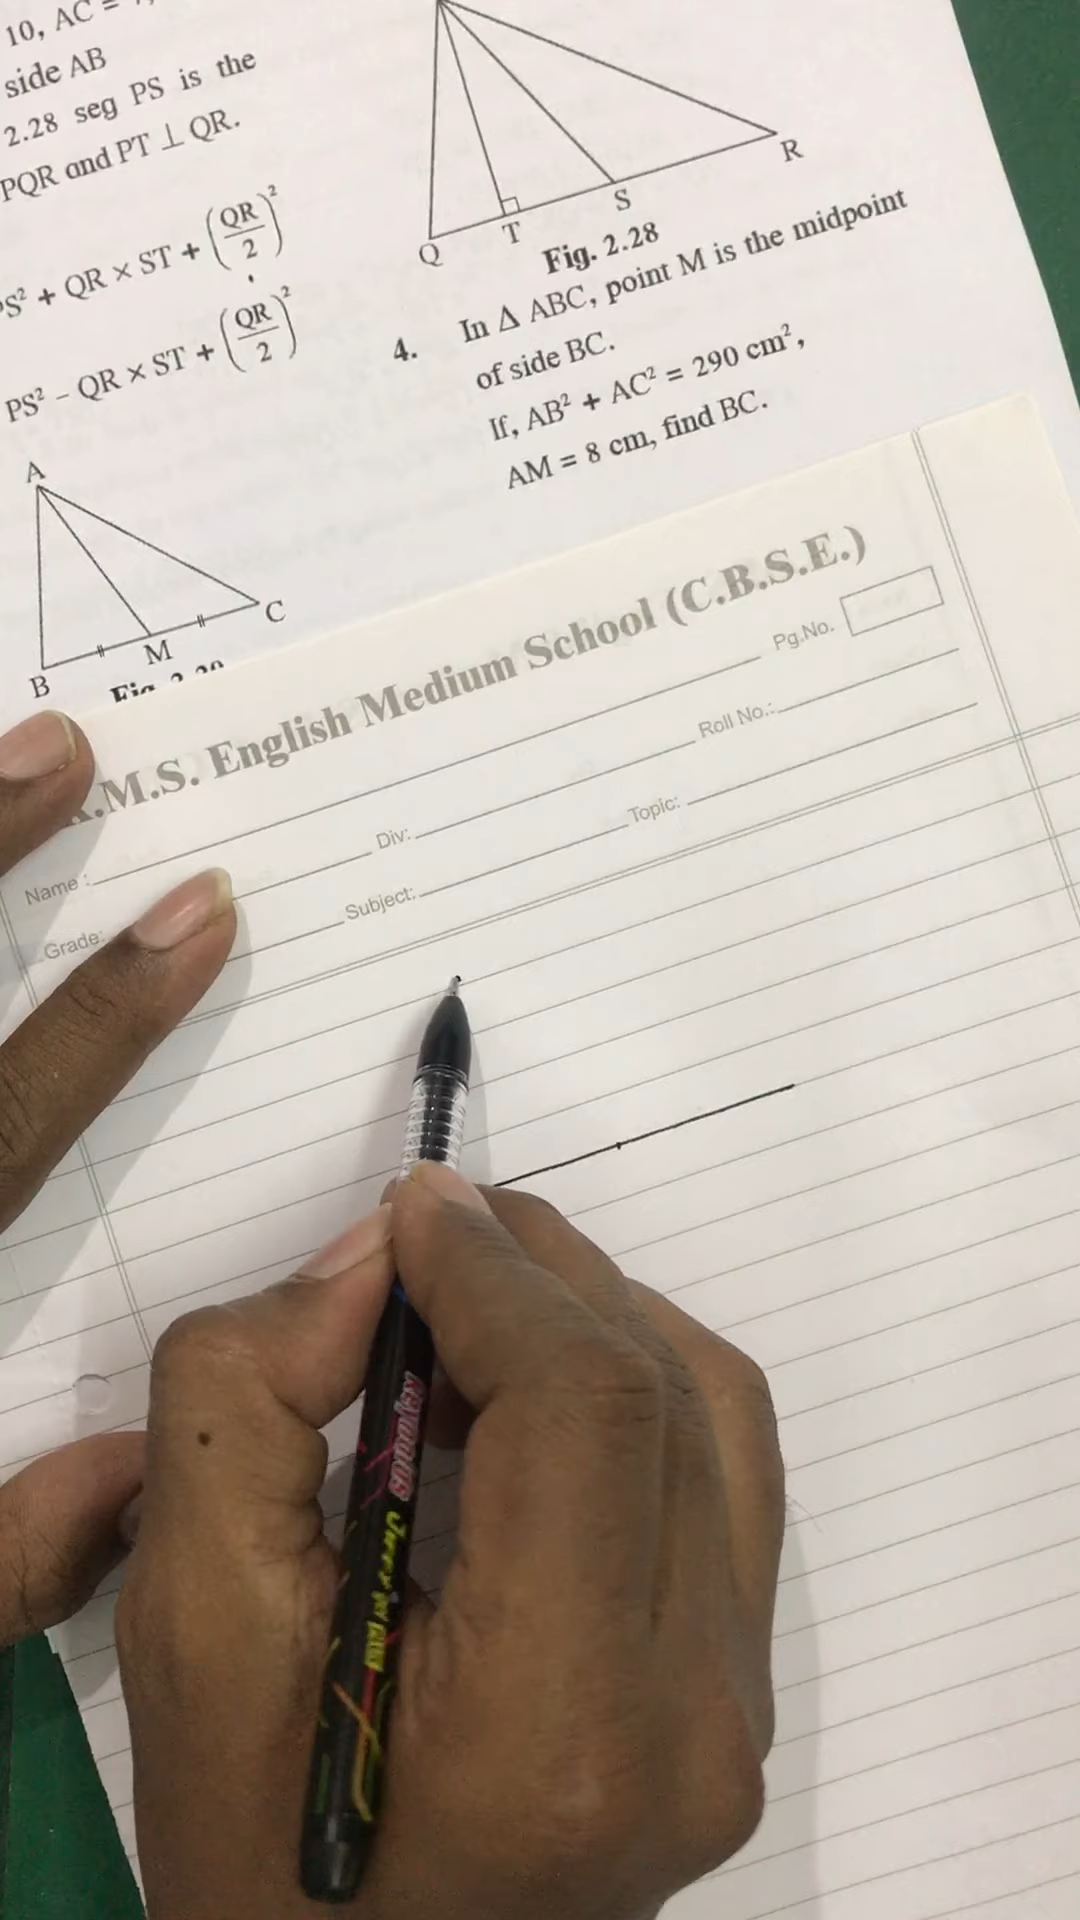 10, AC =
side AB
2.28 seg PS is the
PQR and PT ⊥ QR.
S² + QR × ST + (QR/2)²
PS² – QR × ST + (QR/2)²
A
B
M
C
Q
T
S
R
Fig. 2.28
4. In Δ ABC, point M is the midpoint
of side BC.
If, AB² + AC² = 290 cm²,
AM = 8 cm, find BC.
.M.S. English Medium School (C.B.S.E.)
Pg.No.
Name :
Roll No.:
Grade:
Div:
Subject:
Topic: